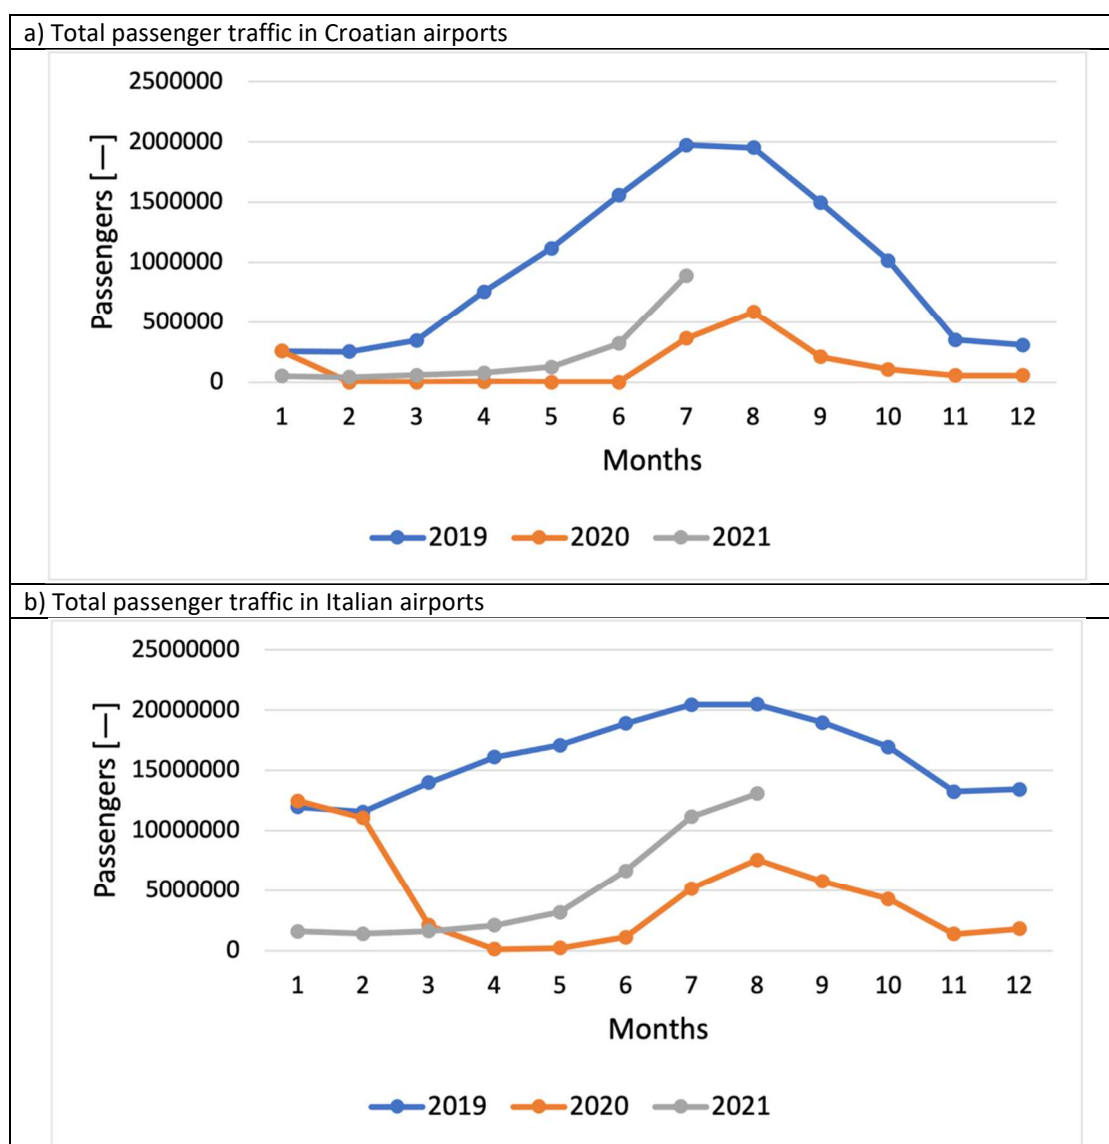 a) Total passenger traffic in Croatian airports
2500000
2000000
1500000
1000000
500000
0
Passengers [—]
1 2 3 4 5 6 7 8 9 10 11 12
Months
2019 2020 2021
b) Total passenger traffic in Italian airports
25000000
20000000
15000000
10000000
5000000
0
Passengers [—]
1 2 3 4 5 6 7 8 9 10 11 12
Months
2019 2020 2021